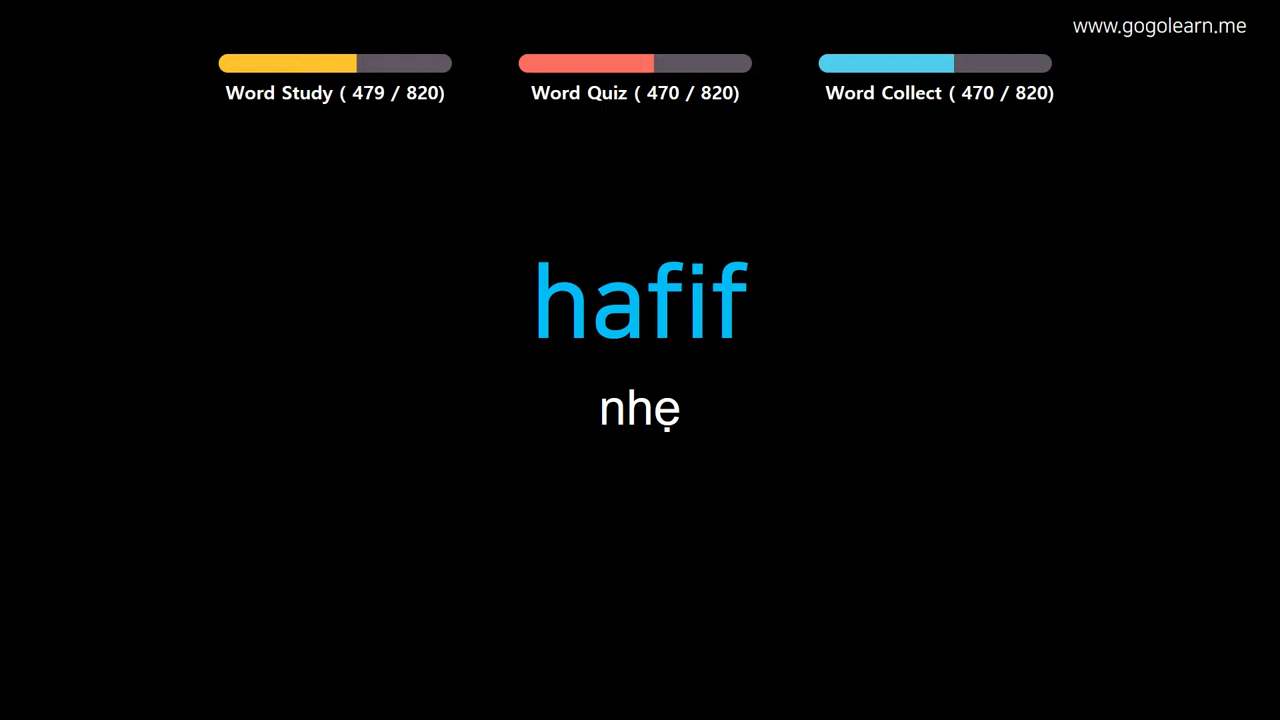 www.gogolearn.me
Word Study ( 479 / 820)
Word Quiz ( 470 / 820)
Word Collect ( 470 / 820)
hafif
nhẹ